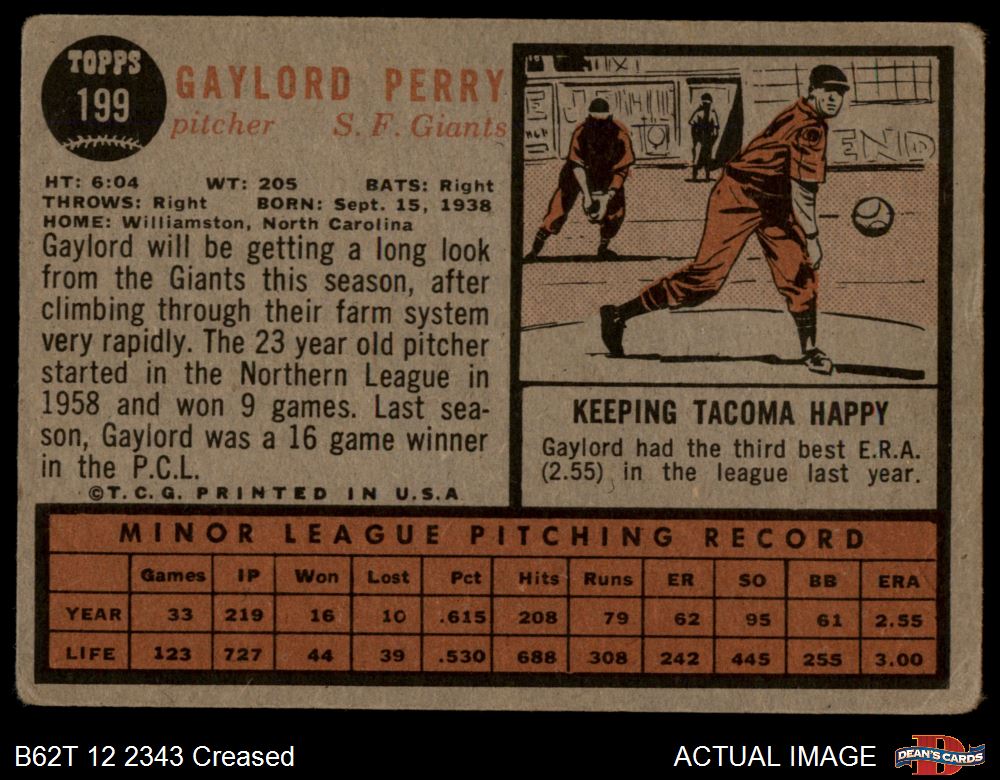 TOPPS
199
GAYLORD PERRY
pitcher S. F. Giants
HT: 6:04 WT: 205 BATS: Right
THROWS: Right BORN: Sept. 15, 1938
HOME: Williamston, North Carolina
Gaylord will be getting a long look
from the Giants this season, after
climbing through their farm system
very rapidly. The 23 year old pitcher
started in the Northern League in
1958 and won 9 games. Last sea-
son, Gaylord was a 16 game winner
in the P.C.L.
©T. C. G. PRINTED IN U. S. A
END
KEEPING TACOMA HAPPY
Gaylord had the third best E.R.A.
(2.55) in the league last year.
MINOR LEAGUE PITCHING RECORD
Games IP Won Lost Pct Hits Runs ER SO BB ERA
YEAR 33 219 16 10 .615 208 79 62 95 61 2.55
LIFE 123 727 44 39 .530 688 308 242 445 255 3.00
B62T 12 2343 Creased
ACTUAL IMAGE
DEAN'S CARDS